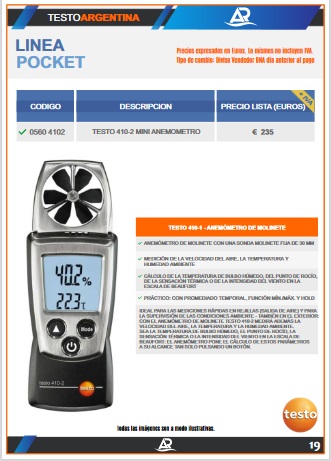 TESTOARGENTINA
AR
LINEA
POCKET
Precios expresados en Euros. Lo mismos no incluyen IVA.
Tipo de cambio: Divisa Vendedor BNA día anterior al pago
CODIGO DESCRIPCION PRECIO LISTA (EUROS)
+ IVA
✓ 0560 4102 TESTO 410-2 MINI ANEMOMETRO € 235
40.2%
22.3°C
Mode
testo 410-2
testo
TESTO 410-1 - ANEMÓMETRO DE MOLINETE
✓ ANEMÓMETRO DE MOLINETE CON UNA SONDA MOLINETE FIJA DE 30 MM
✓ MEDICIÓN DE LA VELOCIDAD DEL AIRE, LA TEMPERATURA Y
HUMEDAD AMBIENTE
✓ CÁLCULO DE LA TEMPERATURA DE BULBO HÚMEDO, DEL PUNTO DE ROCÍO,
DE LA SENSACIÓN TÉRMICA O DE LA INTENSIDAD DEL VIENTO EN LA
ESCALA DE BEAUFORT
✓ PRÁCTICO: CON PROMEDIADO TEMPORAL, FUNCIÓN MÍN./MÁX. Y HOLD
IDEAL PARA LAS MEDICIONES RÁPIDAS EN REJILLAS (SALIDA DE AIRE) Y PARA
LA SUPERVISIÓN DE LAS CONDICIONES AMBIENTE - TAMBIÉN EN EL EXTERIOR:
CON EL ANEMÓMETRO DE MOLINETE TESTO 410-2 MEDIRÁ ADEMÁS LA
VELOCIDAD DEL AIRE, LA TEMPERATURA Y LA HUMEDAD AMBIENTE.
SEA LA TEMPERATURA DE BULBO HÚMEDO, EL PUNTO DE ROCÍO, LA
SENSACIÓN TÉRMICA O LA INTENSIDAD DEL VIENTO EN LA ESCALA DE
BEAUFORT: EL ANEMÓMETRO PONE EL CÁLCULO DE ESTOS PARÁMETROS
A SU ALCANCE TAN SOLO PULSANDO UN BOTÓN.
testo
Todas las imágenes son a modo ilustrativas.
AR
19